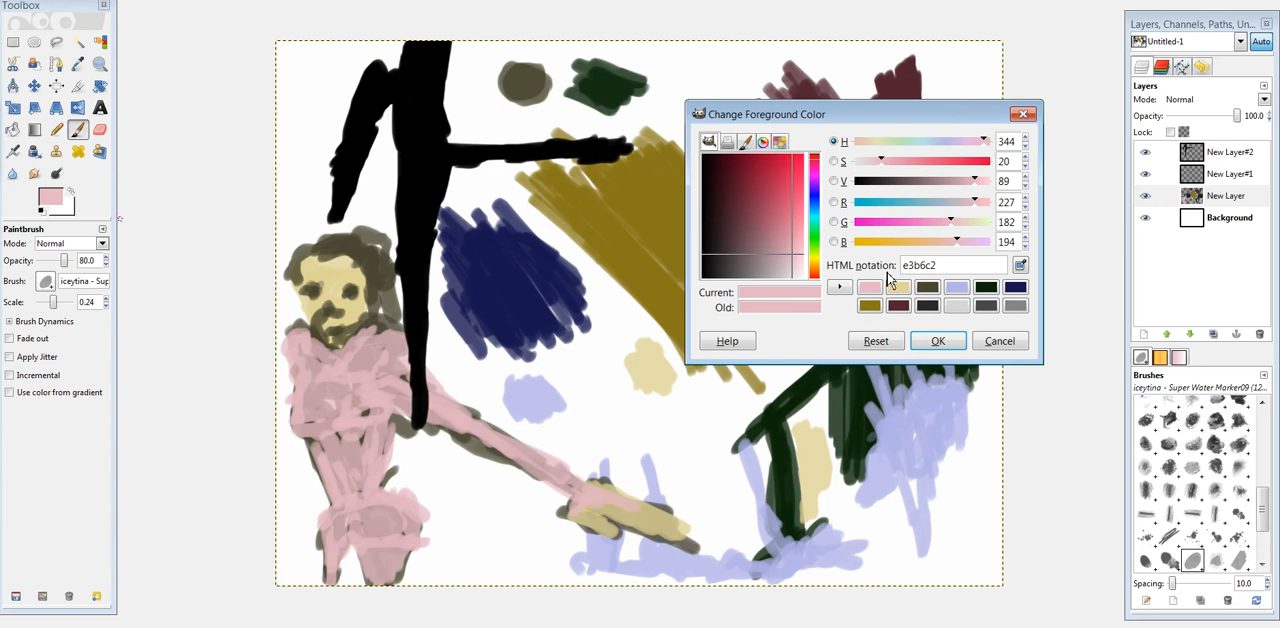 Toolbox
Paintbrush
Mode: Normal
Opacity: 80.0
Brush: iceytina - Sup
Scale: 0.24
Brush Dynamics
Fade out
Apply Jitter
Incremental
Use color from gradient
Change Foreground Color
H 344
S 20
V 89
R 227
G 182
B 194
HTML notation: e3b6c2
Current:
Old:
Help
Reset
OK
Cancel
Layers, Channels, Paths, Un...
Untitled-1
Auto
Layers
Mode: Normal
Opacity: 100.0
Lock:
New Layer#2
New Layer#1
New Layer
Background
Brushes
iceytina - Super Water Marker09 (12...
Spacing: 10.0